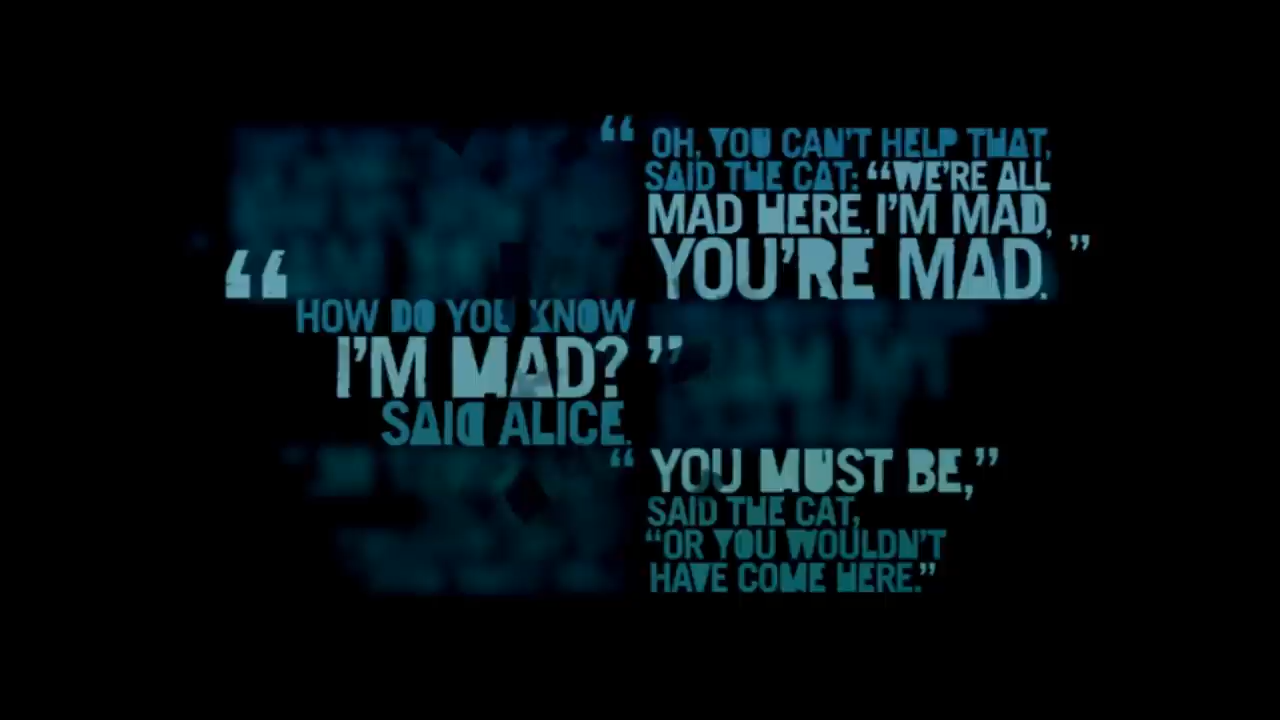 “ OH, YOU CAN’T HELP THAT,
SAID THE CAT: “WE’RE ALL
MAD HERE. I’M MAD,
YOU’RE MAD. ”
“ HOW DO YOU KNOW
I’M MAD? ”
SAID ALICE.
“ YOU MUST BE,”
SAID THE CAT,
“OR YOU WOULDN’T
HAVE COME HERE.”